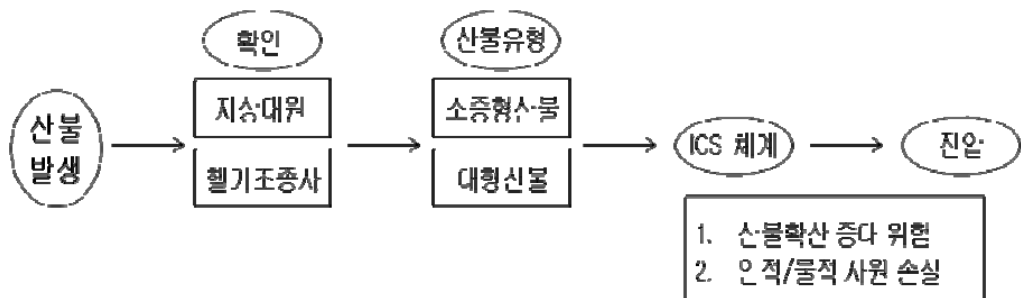 산불
발생
확인
지상대원
헬기조종사
산불유형
소중형산불
대형산불
ICS 체계
진압
1. 산불확산 증대 위험
2. 인적/물적 자원 손실